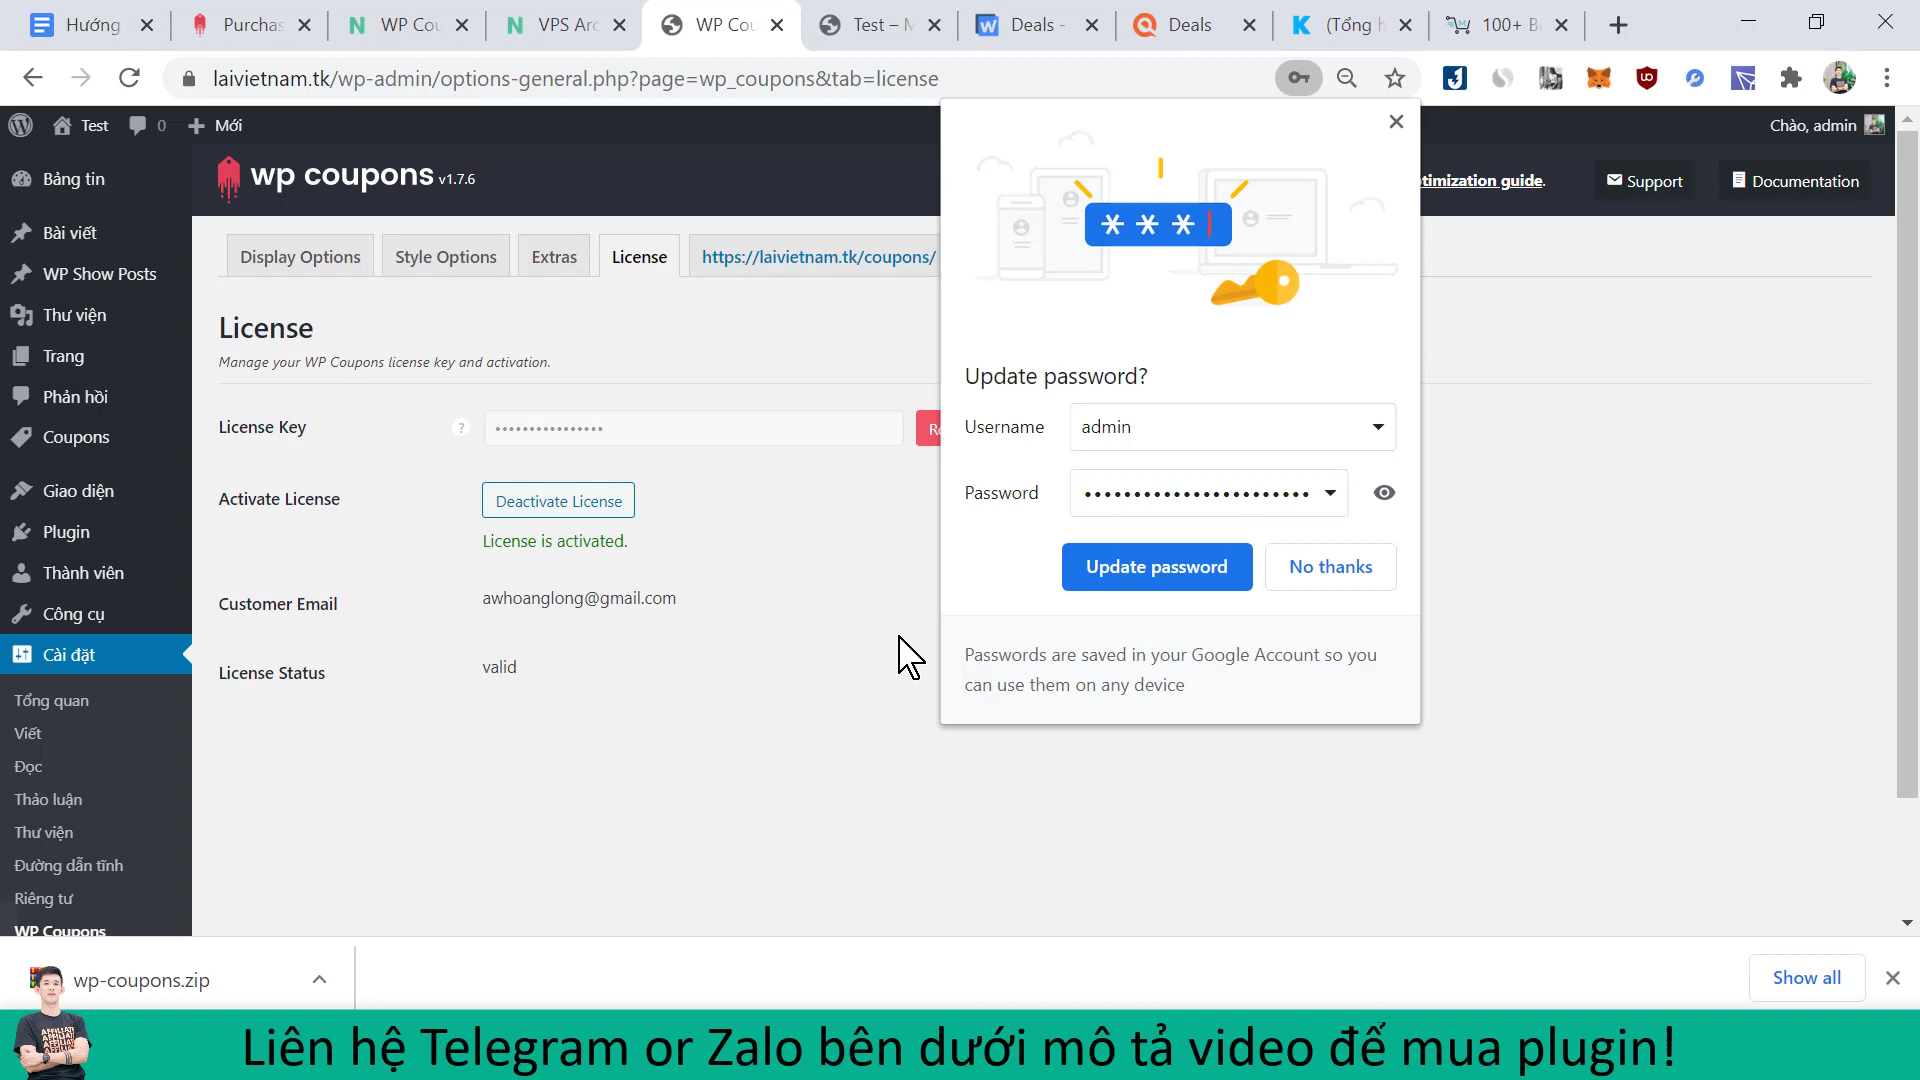 Hướng
Purchas
WP Cou
VPS Arc
WP Cou
Test – M
Deals -
Deals
(Tổng h
100+ B
laivietnam.tk/wp-admin/options-general.php?page=wp_coupons&tab=license
Test
0
Mới
Chào, admin
Bảng tin
Bài viết
WP Show Posts
Thư viện
Trang
Phản hồi
Coupons
Giao diện
Plugin
Thành viên
Công cụ
Cài đặt
Tổng quan
Viết
Đọc
Thảo luận
Thư viện
Đường dẫn tĩnh
Riêng tư
WP Coupons
wp coupons v1.7.6
timization guide.
Support
Documentation
Display Options
Style Options
Extras
License
https://laivietnam.tk/coupons/
License
Manage your WP Coupons license key and activation.
License Key
?
••••••••••••••••
Re
Activate License
Deactivate License
License is activated.
Customer Email
awhoanglong@gmail.com
License Status
valid
***
Update password?
Username
admin
Password
•••••••••••••••••••••••
Update password
No thanks
Passwords are saved in your Google Account so you
can use them on any device
wp-coupons.zip
Show all
AFFILIATE
AFFILIATE
AFFILIATE
Liên hệ Telegram or Zalo bên dưới mô tả video để mua plugin!